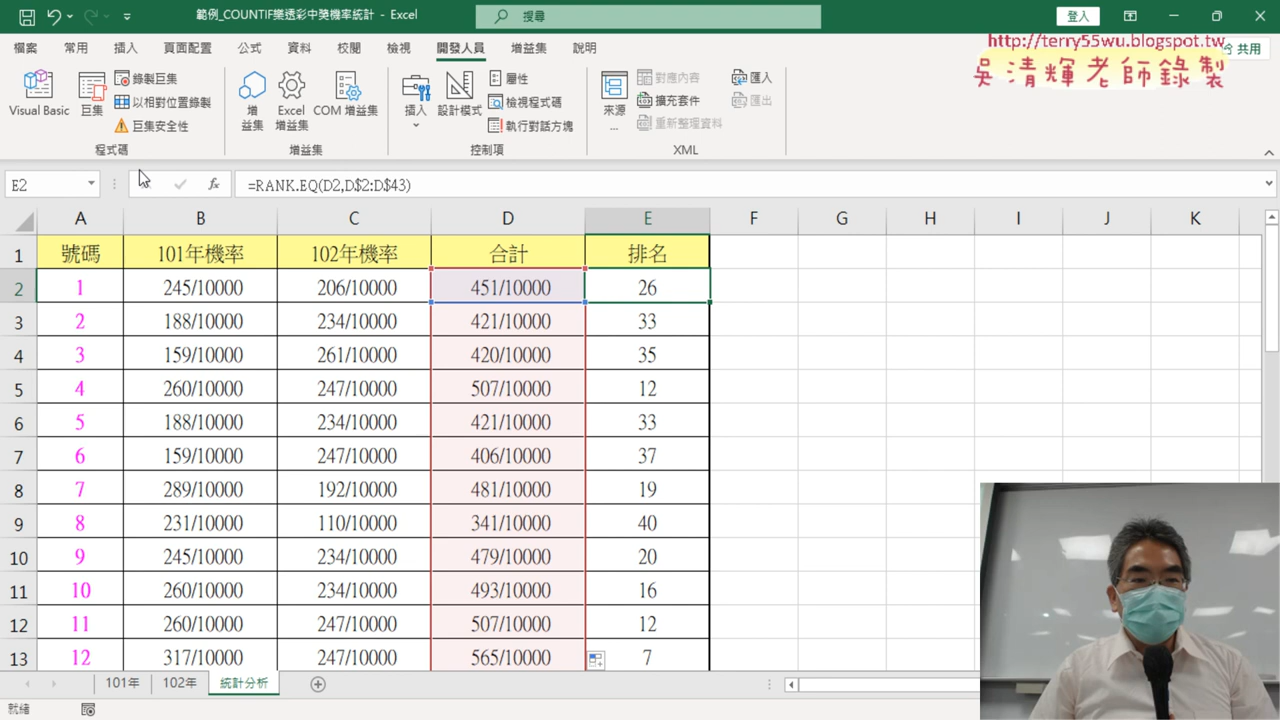 範例_COUNTIF樂透彩中獎機率統計 - Excel
搜尋
登入
http://terry55wu.blogspot.tw
吳清輝老師錄製
共用
檔案 常用 插入 頁面配置 公式 資料 校閱 檢視 開發人員 增益集 說明
Visual Basic
巨集
錄製巨集
以相對位置錄製
巨集安全性
程式碼
增益集
Excel 增益集
COM 增益集
增益集
插入
設計模式
屬性
檢視程式碼
執行對話方塊
控制項
來源
...
對應內容
擴充套件
重新整理資料
匯入
匯出
XML
E2
fx
=RANK.EQ(D2,D$2:D$43)
A B C D E F G H I J K
1 號碼 101年機率 102年機率 合計 排名
2 1 245/10000 206/10000 451/10000 26
3 2 188/10000 234/10000 421/10000 33
4 3 159/10000 261/10000 420/10000 35
5 4 260/10000 247/10000 507/10000 12
6 5 188/10000 234/10000 421/10000 33
7 6 159/10000 247/10000 406/10000 37
8 7 289/10000 192/10000 481/10000 19
9 8 231/10000 110/10000 341/10000 40
10 9 245/10000 234/10000 479/10000 20
11 10 260/10000 234/10000 493/10000 16
12 11 260/10000 247/10000 507/10000 12
13 12 317/10000 247/10000 565/10000 7
101年 102年 統計分析
就緒